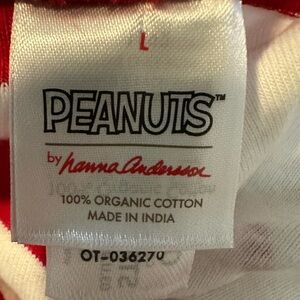 L
PEANUTS™
by hanna andersson
100% ORGANIC COTTON
MADE IN INDIA
OT-036270